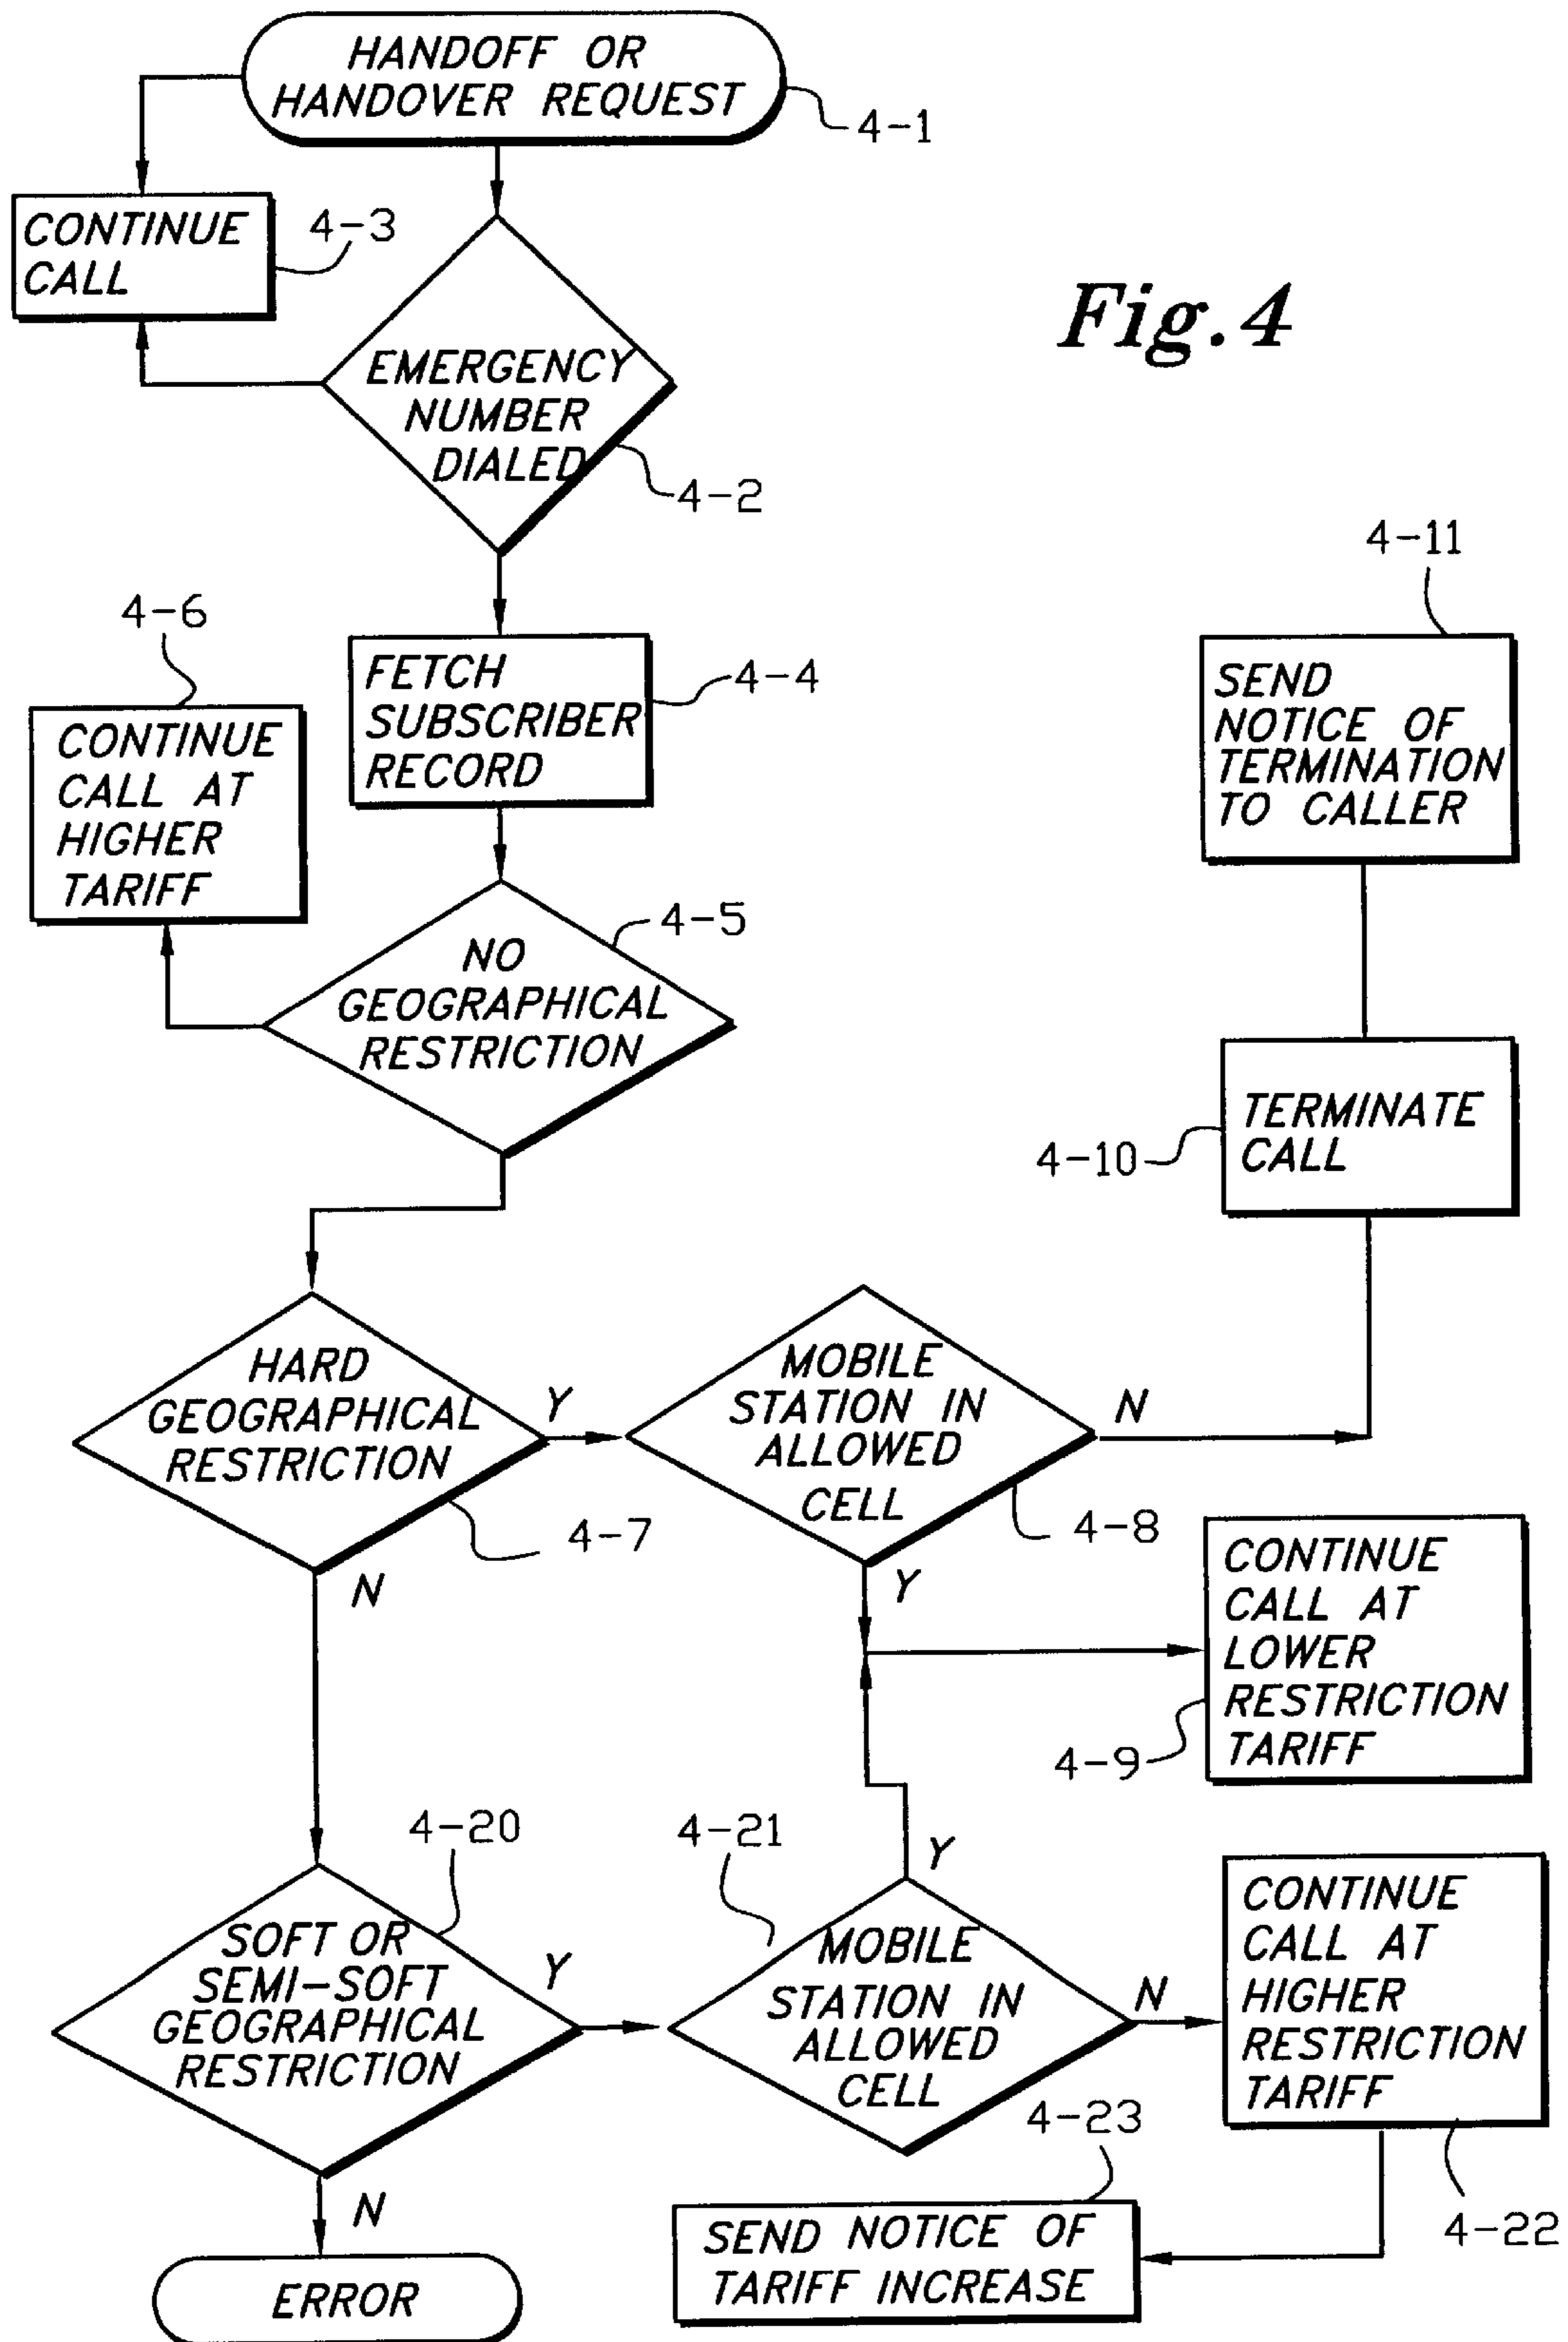 HANDOFF OR
HANDOVER REQUEST
4-1
CONTINUE
CALL
4-3
Fig. 4
EMERGENCY
NUMBER
DIALED
4-2
4-11
4-6
FETCH
SUBSCRIBER
RECORD
4-4
SEND
NOTICE OF
TERMINATION
TO CALLER
CONTINUE
CALL AT
HIGHER
TARIFF
4-5
NO
GEOGRAPHICAL
RESTRICTION
TERMINATE
CALL
4-10
HARD
GEOGRAPHICAL
RESTRICTION
Y
4-7
N
MOBILE
STATION IN
ALLOWED
CELL
N
4-8
Y
CONTINUE
CALL AT
LOWER
RESTRICTION
TARIFF
4-9
4-20
SOFT OR
SEMI-SOFT
GEOGRAPHICAL
RESTRICTION
Y
N
4-21
Y
MOBILE
STATION IN
ALLOWED
CELL
N
CONTINUE
CALL AT
HIGHER
RESTRICTION
TARIFF
4-22
4-23
SEND NOTICE OF
TARIFF INCREASE
ERROR